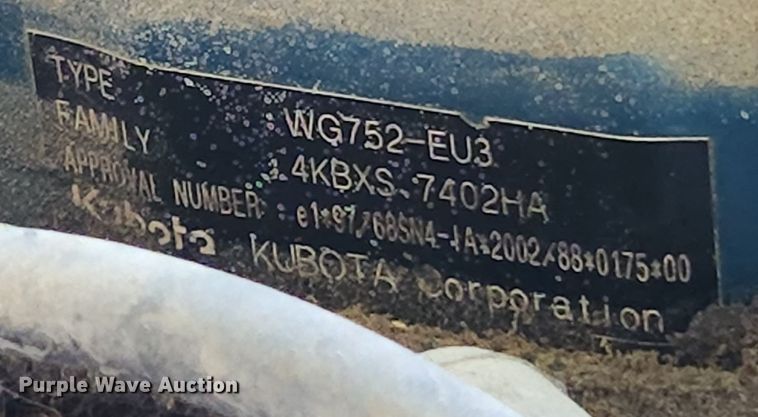 TYPE : WG752-EU3
FAMILY : 4KBXS.7402HA
APPROVAL NUMBER : e1*97/68SN4-JA*2002/88*0175*00
Kubota KUBOTA Corporation
Purple Wave Auction